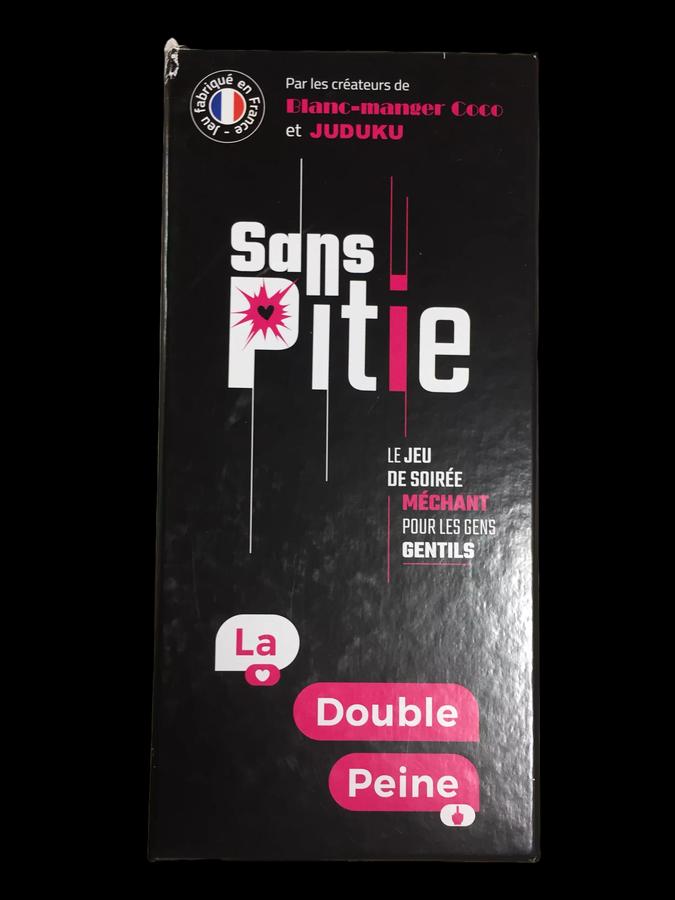 Jeu fabriqué en France -
Par les créateurs de
Blanc-manger Coco
et JUDUKU
Sans
Pitie
LE JEU
DE SOIRÉE
MÉCHANT
POUR LES GENS
GENTILS
La
Double
Peine